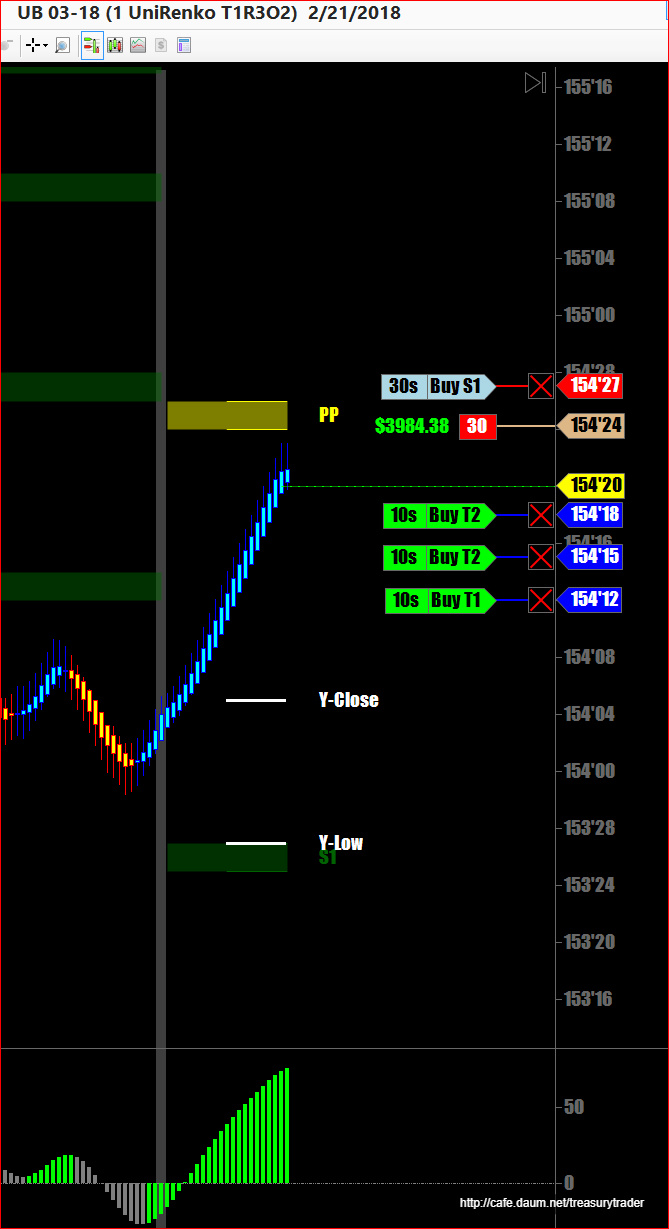 UB 03-18 (1 UniRenko T1R3O2)  2/21/2018
155'16
155'12
155'08
155'04
155'00
154'28
30s Buy S1 154'27
PP
$3984.38 30 154'24
154'20
10s Buy T2 154'18
154'16
10s Buy T2 154'15
10s Buy T1 154'12
154'08
Y-Close
154'04
154'00
153'28
Y-Low
S1
153'24
153'20
153'16
50
0
http://cafe.daum.net/treasurytrader